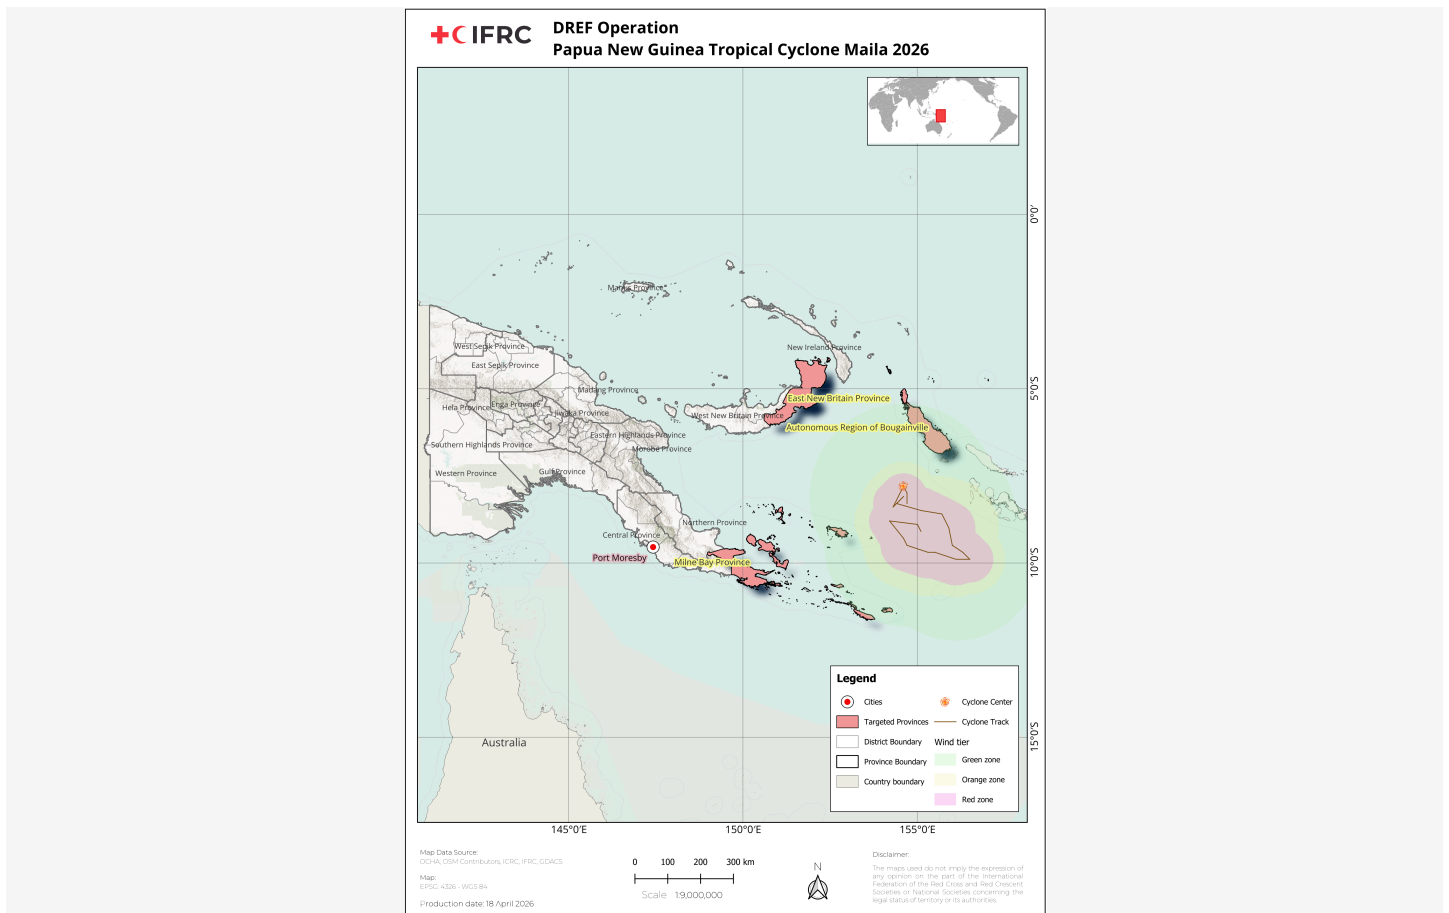 IFRC
DREF Operation
Papua New Guinea Tropical Cyclone Maila 2026
0°0′
Manus Province
New Ireland Province
West Sepik Province
East Sepik Province
Madang Province
5°0′S
East New Britain Province
Hela Province
Enga Province
Jiwaka Province
West New Britain Province
Autonomous Region of Bougainville
Eastern Highlands Province
Southern Highlands Province
Morobe Province
Western Province
Gulf Province
Northern Province
Central Province
Port Moresby
Milne Bay Province
10°0′S
Legend
Cities
Cyclone Center
Targeted Provinces
Cyclone Track
District Boundary
Wind tier
Province Boundary
Green zone
Country boundary
Orange zone
Red zone
15°0′S
Australia
145°0′E
150°0′E
155°0′E
Map Data Source:
OCHA, OSM Contributors, ICRC, IFRC, GDACS
Map:
EPSG: 4326 - WGS 84
Production date: 18 April 2026
0 100 200 300 km
Scale 1:9,000,000
N
Disclaimer:
The maps used do not imply the expression of
any opinion on the part of the International
Federation of the Red Cross and Red Crescent
Societies or National Societies concerning the
legal status of territory or its authorities.